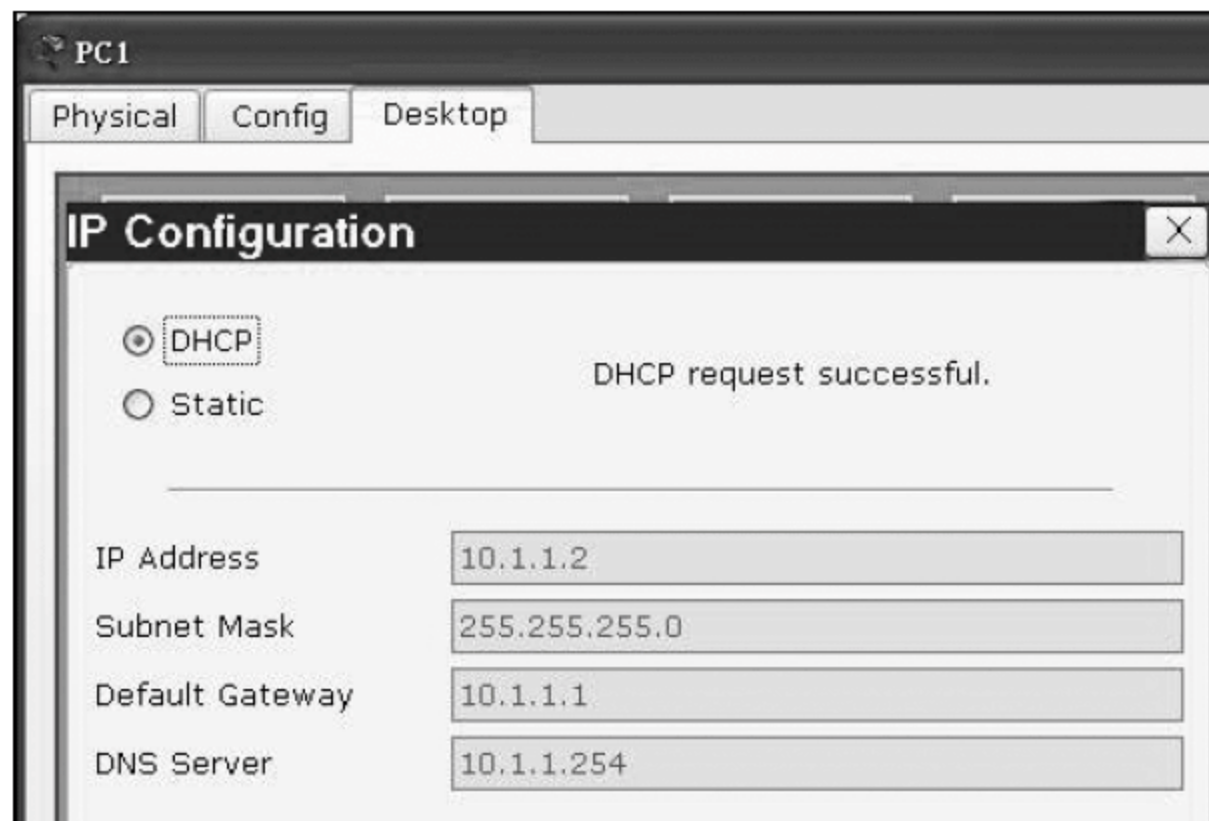 PC1
Physical Config Desktop
IP Configuration
DHCP
DHCP request successful.
Static
IP Address 10.1.1.2
Subnet Mask 255.255.255.0
Default Gateway 10.1.1.1
DNS Server 10.1.1.254